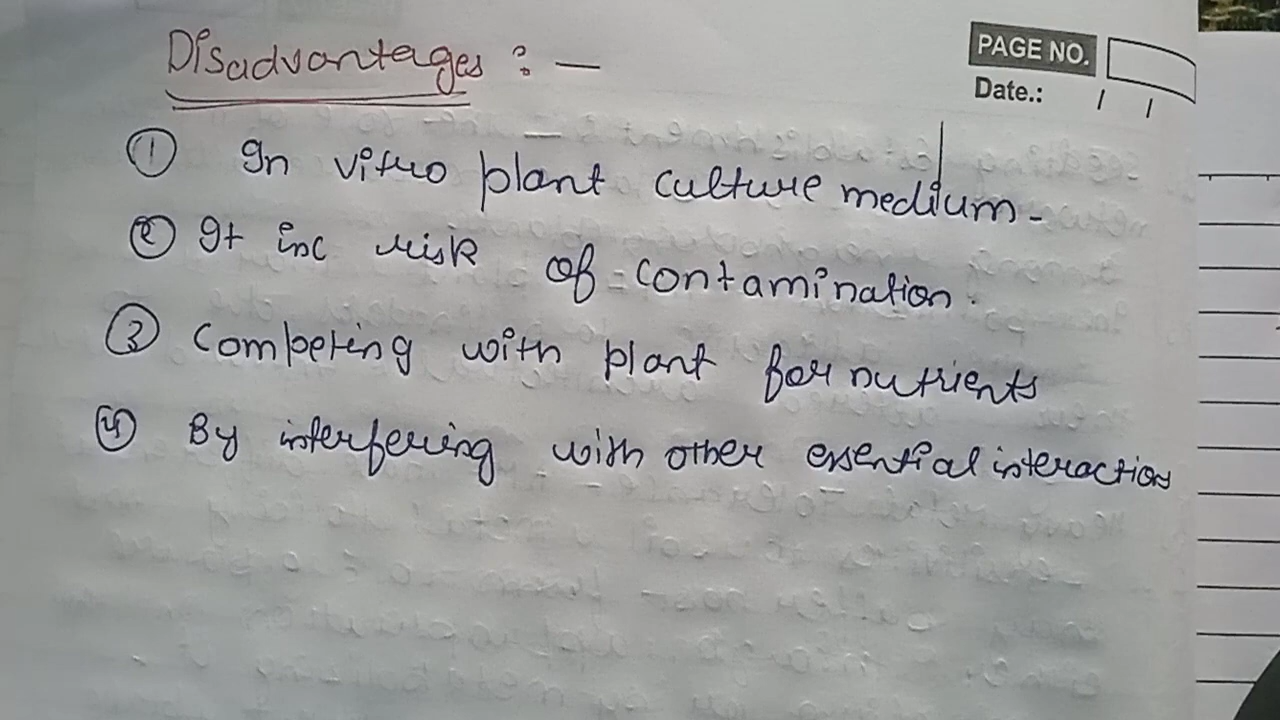 Disadvantages : —
PAGE NO.
Date.: / /
① In vitro plant culture medium -
② It inc risk of contamination.
③ Competing with plant for nutrients
④ By interfering with other essential interactions